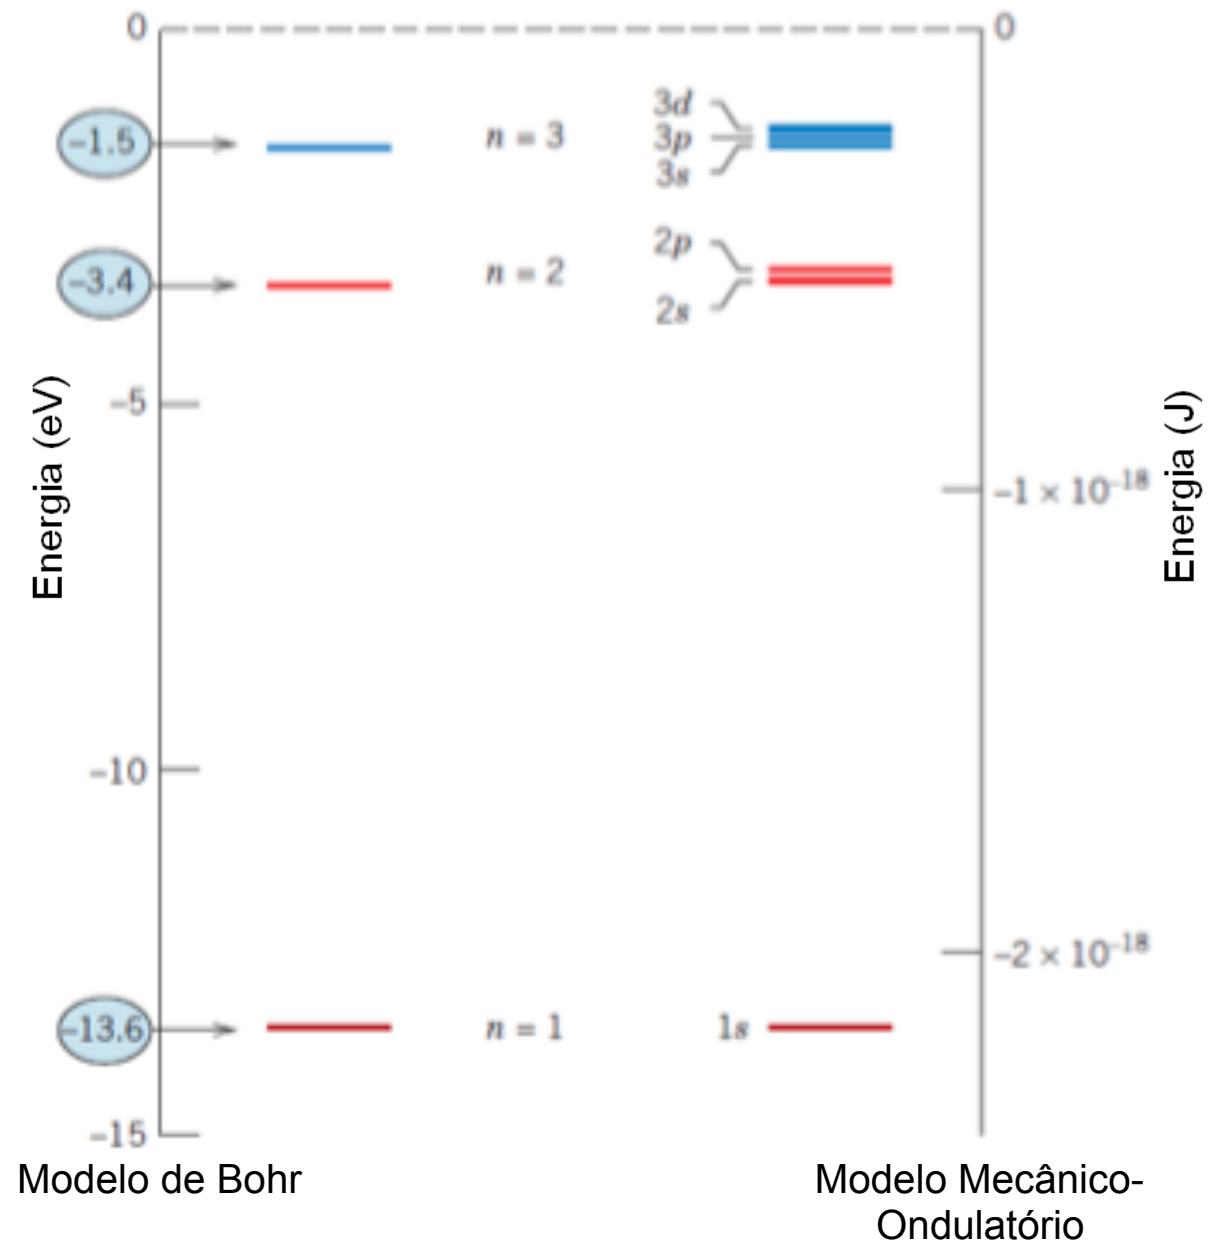 0
0
–1.5
n = 3
3d
3p
3s
–3.4
n = 2
2p
2s
–5
Energia (eV)
–1 × 10⁻¹⁸
Energia (J)
–10
–2 × 10⁻¹⁸
–13.6
n = 1
1s
–15
Modelo de Bohr
Modelo Mecânico-
Ondulatório